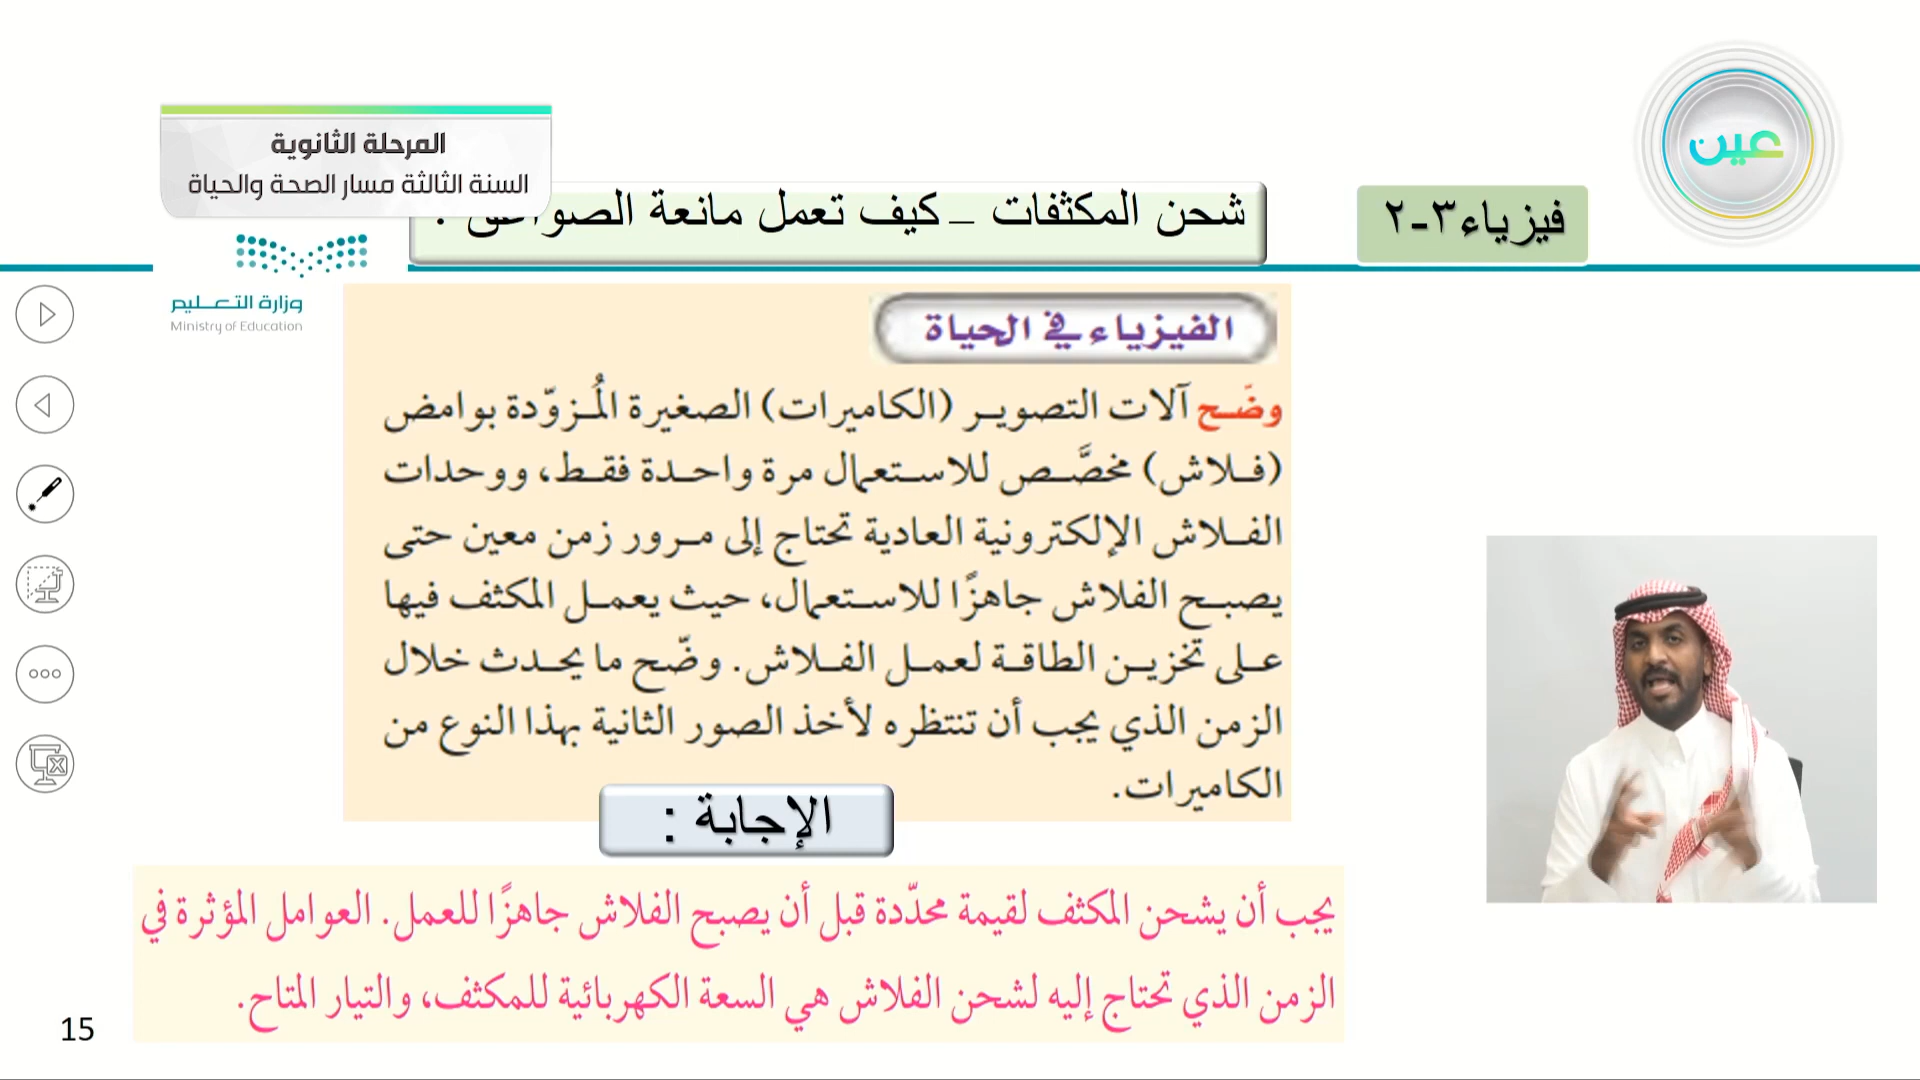 عين
المرحلة الثانوية
السنة الثالثة مسار الصحة والحياة
فيزياء٣-٢
شحن المكثفات – كيف تعمل مانعة الصواعق
وزارة التعليم
Ministry of Education
الفيزياء في الحياة
وضّح آلات التصوير (الكاميرات) الصغيرة المُزوّدة بوامض
(فلاش) مخصَّص للاستعمال مرة واحدة فقط، ووحدات
الفلاش الإلكترونية العادية تحتاج إلى مرور زمن معين حتى
يصبح الفلاش جاهزًا للاستعمال، حيث يعمل المكثف فيها
على تخزين الطاقة لعمل الفلاش. وضّح ما يحدث خلال
الزمن الذي يجب أن تنتظره لأخذ الصور الثانية بهذا النوع من
الكاميرات.
الإجابة :
يجب أن يشحن المكثف لقيمة محدّدة قبل أن يصبح الفلاش جاهزًا للعمل. العوامل المؤثرة في
الزمن الذي تحتاج إليه لشحن الفلاش هي السعة الكهربائية للمكثف، والتيار المتاح.
15